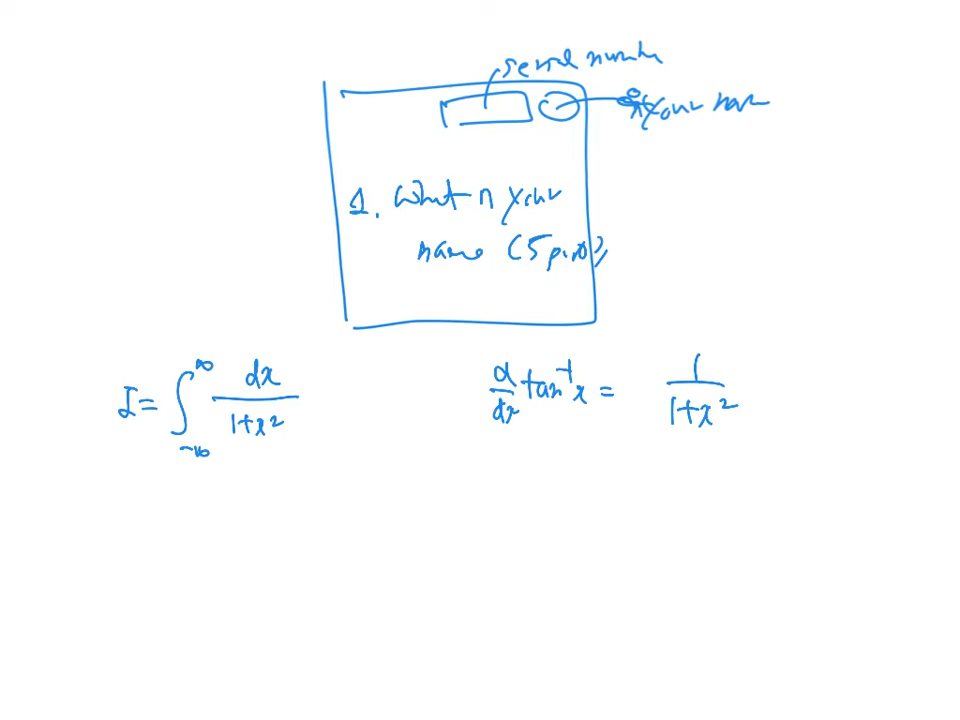 serial number
your name
1. What is your
name (5 points)
I = ∫_{-∞}^{∞} dx/(1+x²)
d/dx tan⁻¹x = 1/(1+x²)